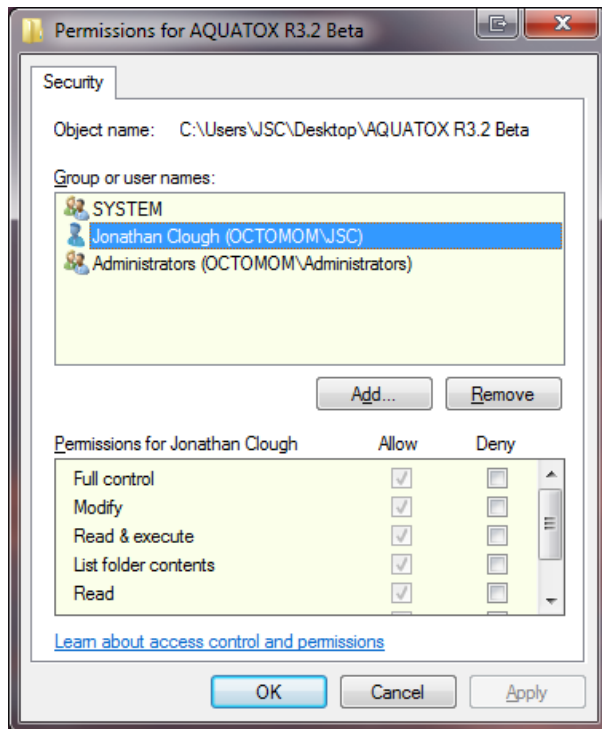 Permissions for AQUATOX R3.2 Beta
Security
Object name: C:\Users\JSC\Desktop\AQUATOX R3.2 Beta
Group or user names:
SYSTEM
Jonathan Clough (OCTOMOM\JSC)
Administrators (OCTOMOM\Administrators)
Add... Remove
Permissions for Jonathan Clough Allow Deny
Full control
Modify
Read & execute
List folder contents
Read
Learn about access control and permissions
OK Cancel Apply